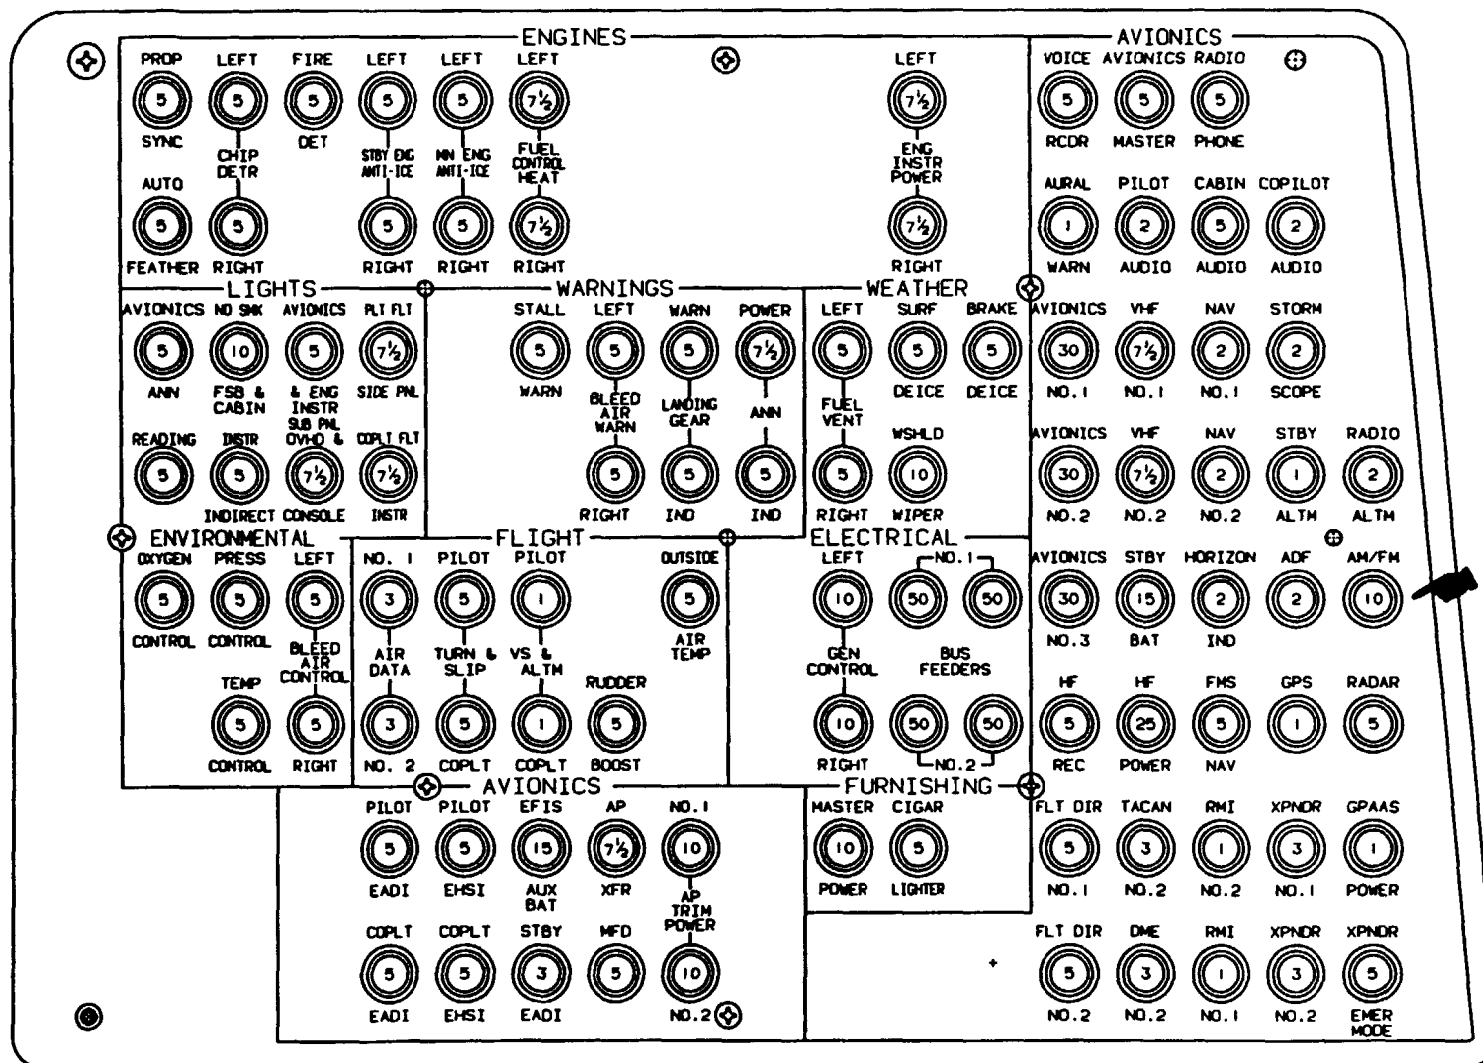 ENGINES
AVIONICS
PROP LEFT FIRE LEFT LEFT LEFT LEFT VOICE AVIONICS RADIO
5 5 5 5 5 7½ 7½ 5 5 5
SYNC DET RCDR MASTER PHONE
CHIP DETR
STBY ENG ANTI-ICE
MN ENG ANTI-ICE
FUEL CONTROL HEAT
ENG INSTR POWER
AUTO AURAL PILOT CABIN COPILOT
5 5 5 5 7½ 7½ 1 2 5 2
FEATHER RIGHT RIGHT RIGHT RIGHT RIGHT WARN AUDIO AUDIO AUDIO
LIGHTS WARNINGS WEATHER
AVIONICS NO SMK AVIONICS PLT FLT STALL LEFT WARN POWER LEFT SURF BRAKE AVIONICS VHF NAV STORM
5 10 5 7½ 5 5 5 7½ 5 5 5 30 7½ 2 2
ANN FSB & CABIN & ENG INSTR SIDE PNL WARN DEICE DEICE NO.1 NO.1 NO.1 SCOPE
BLEED AIR WARN
LANDING GEAR
ANN
FUEL VENT
READING INSTR SUB PNL OVHD & COPLT FLT WSHLD AVIONICS VHF NAV STBY RADIO
5 5 7½ 7½ 5 5 5 5 10 30 7½ 2 1 2
INDIRECT CONSOLE INSTR RIGHT IND IND RIGHT WIPER NO.2 NO.2 NO.2 ALTM ALTM
ENVIRONMENTAL FLIGHT ELECTRICAL
OXYGEN PRESS LEFT NO. 1 PILOT PILOT OUTSIDE LEFT NO.1 AVIONICS STBY HORIZON ADF AM/FM
5 5 5 3 5 1 5 10 50 50 30 15 2 2 10
CONTROL CONTROL AIR TEMP NO.3 BAT IND
BLEED AIR CONTROL
AIR DATA
TURN & SLIP
VS & ALTM
GEN CONTROL
BUS FEEDERS
TEMP RUDDER HF HF FMS GPS RADAR
5 5 3 5 1 5 10 50 50 5 25 5 1 5
CONTROL RIGHT NO. 2 COPLT COPLT BOOST RIGHT NO.2 REC POWER NAV
AVIONICS FURNISHING
PILOT PILOT EFIS AP NO.1 MASTER CIGAR FLT DIR TACAN RMI XPNDR GPAAS
5 5 15 7½ 10 10 5 5 3 1 3 1
EADI EHSI AUX BAT XFR POWER LIGHTER NO.1 NO.2 NO.2 NO.1 POWER
AP TRIM POWER
COPLT COPLT STBY MFD FLT DIR DME RMI XPNDR XPNDR
5 5 3 5 10 5 3 1 3 5
EADI EHSI EADI NO.2 NO.2 NO.2 NO.1 NO.2 EMER MODE